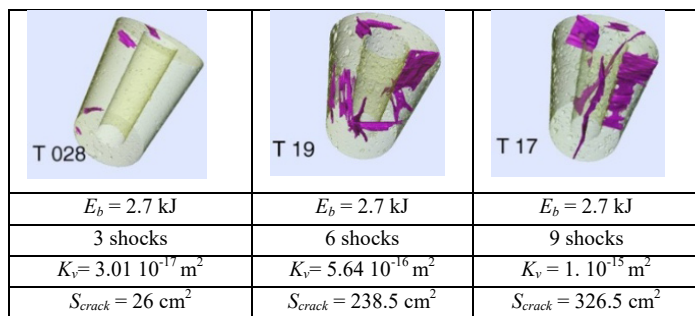 T 028
T 19
T 17
E_b = 2.7 kJ
E_b = 2.7 kJ
E_b = 2.7 kJ
3 shocks
6 shocks
9 shocks
K_v= 3.01 10^-17 m^2
K_v= 5.64 10^-16 m^2
K_v = 1. 10^-15 m^2
S_crack = 26 cm^2
S_crack = 238.5 cm^2
S_crack = 326.5 cm^2